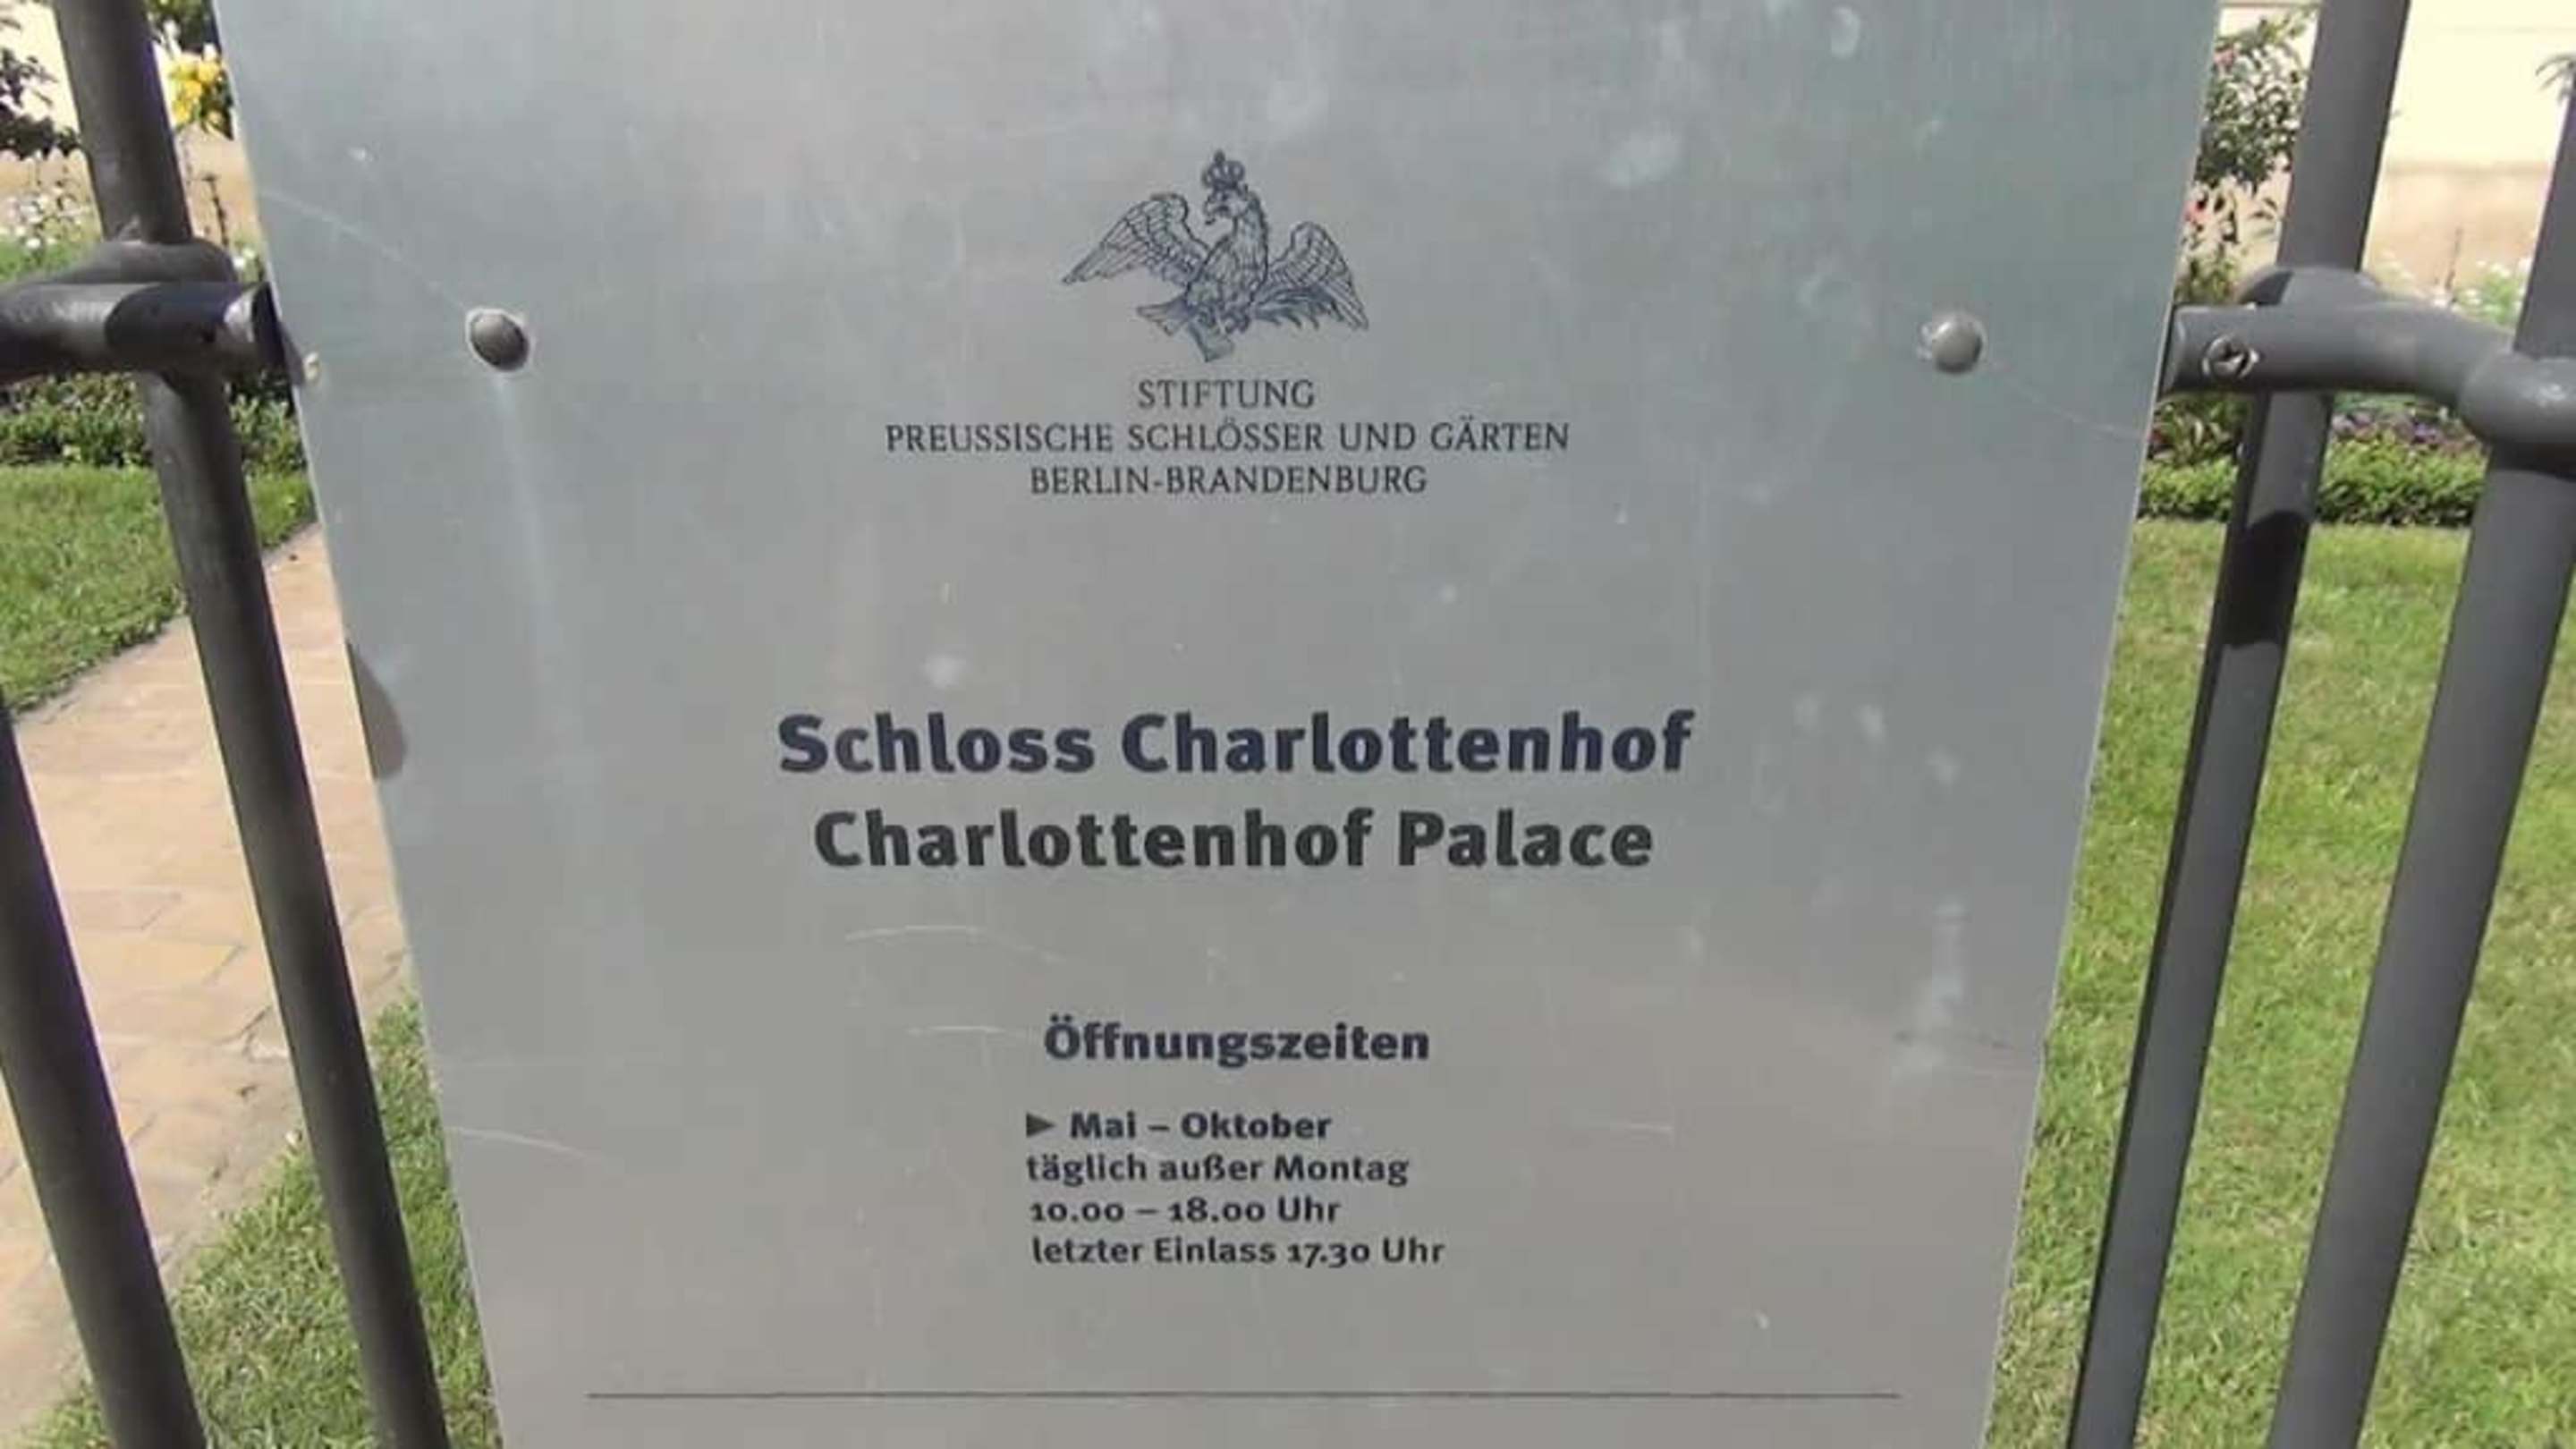 STIFTUNG
PREUSSISCHE SCHLÖSSER UND GÄRTEN
BERLIN-BRANDENBURG
Schloss Charlottenhof
Charlottenhof Palace
Öffnungszeiten
► Mai – Oktober
täglich außer Montag
10.00 – 18.00 Uhr
letzter Einlass 17.30 Uhr